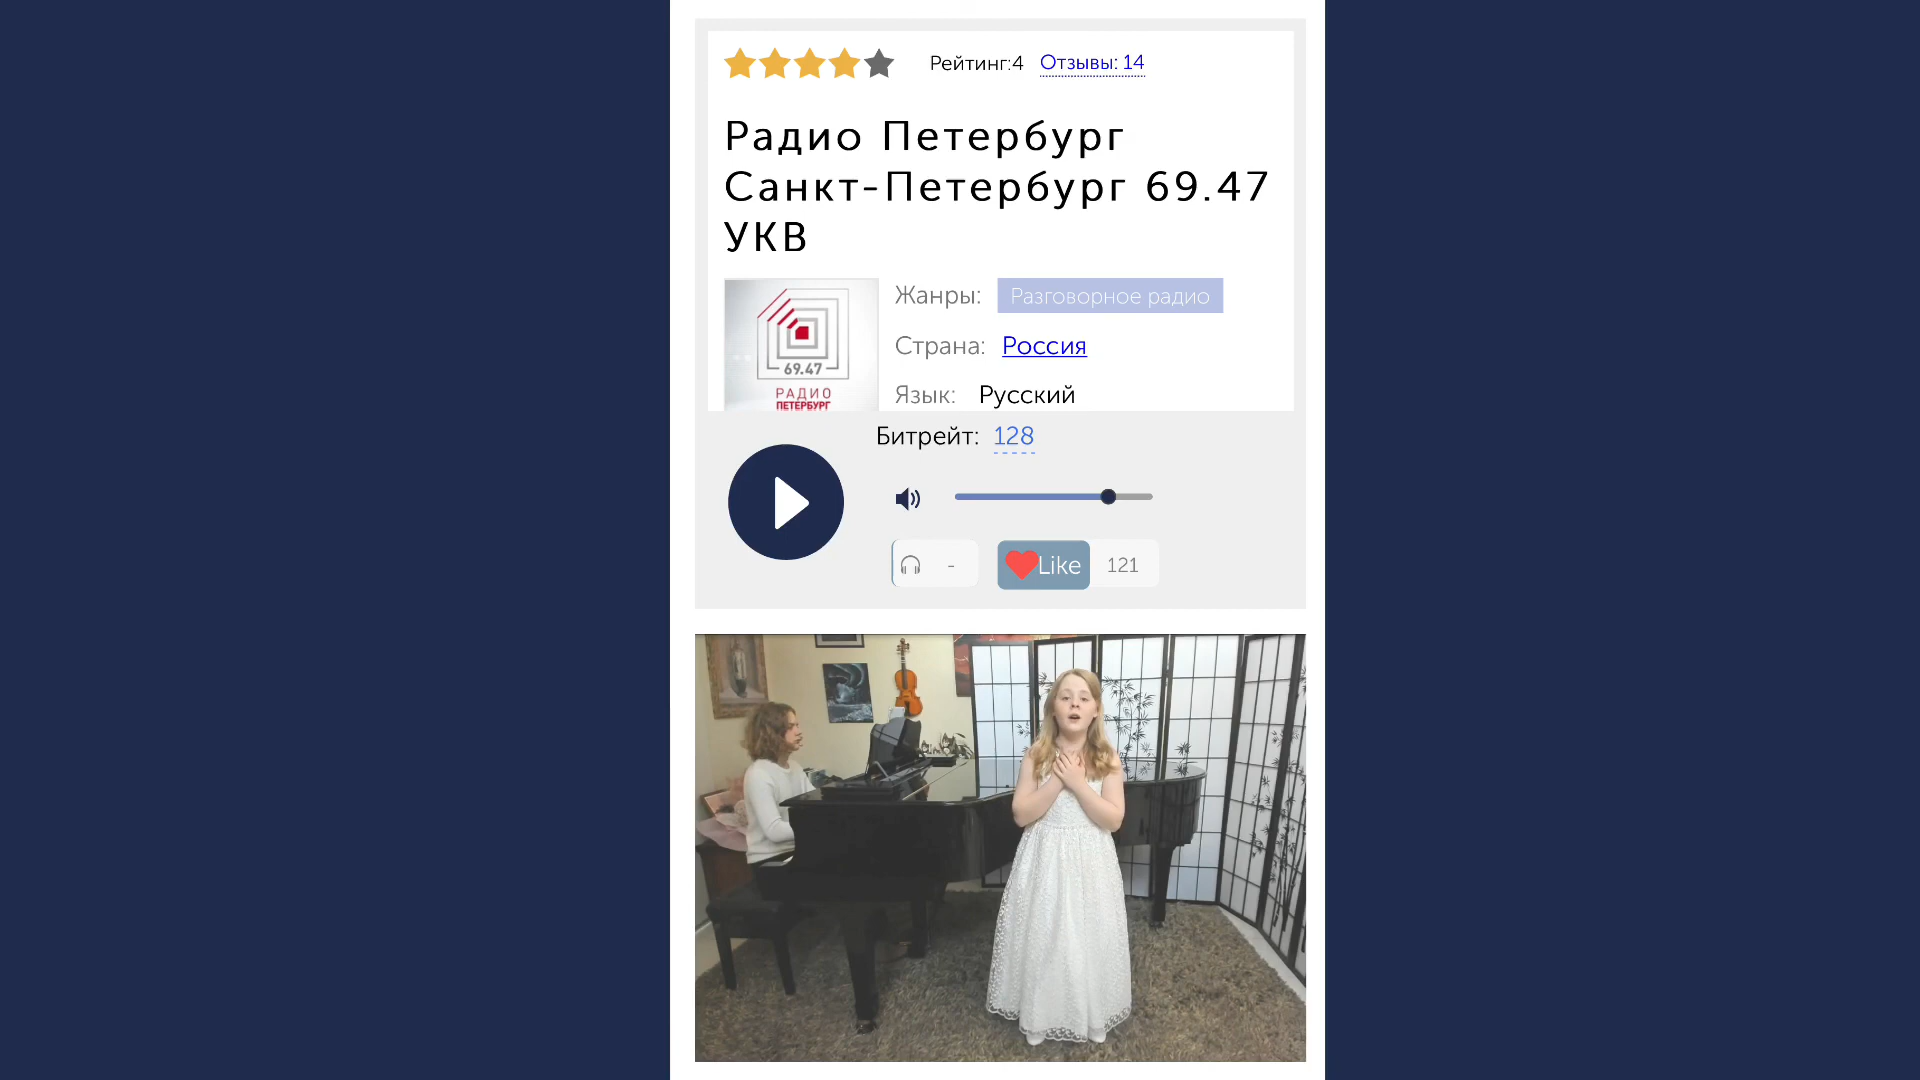 Рейтинг:4 Отзывы: 14
Радио Петербург
Санкт-Петербург 69.47
УКВ
Жанры: Разговорное радио
Страна: Россия
Язык: Русский
69.47
РАДИО
ПЕТЕРБУРГ
Битрейт: 128
- Like 121